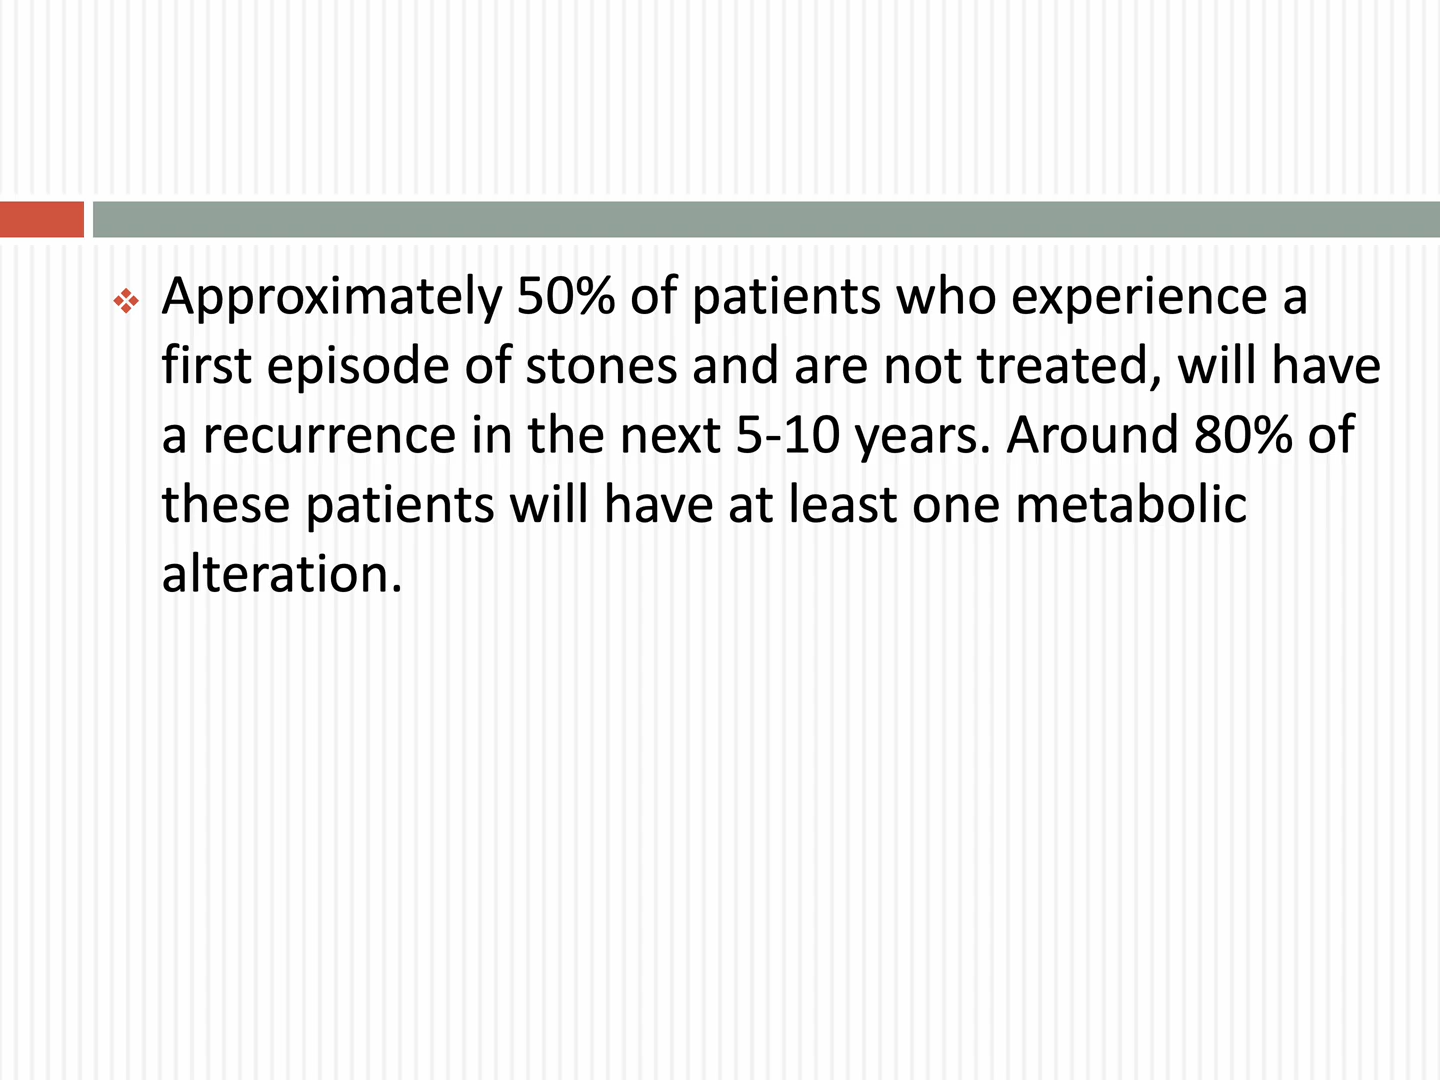 ❖ Approximately 50% of patients who experience a
first episode of stones and are not treated, will have
a recurrence in the next 5-10 years. Around 80% of
these patients will have at least one metabolic
alteration.